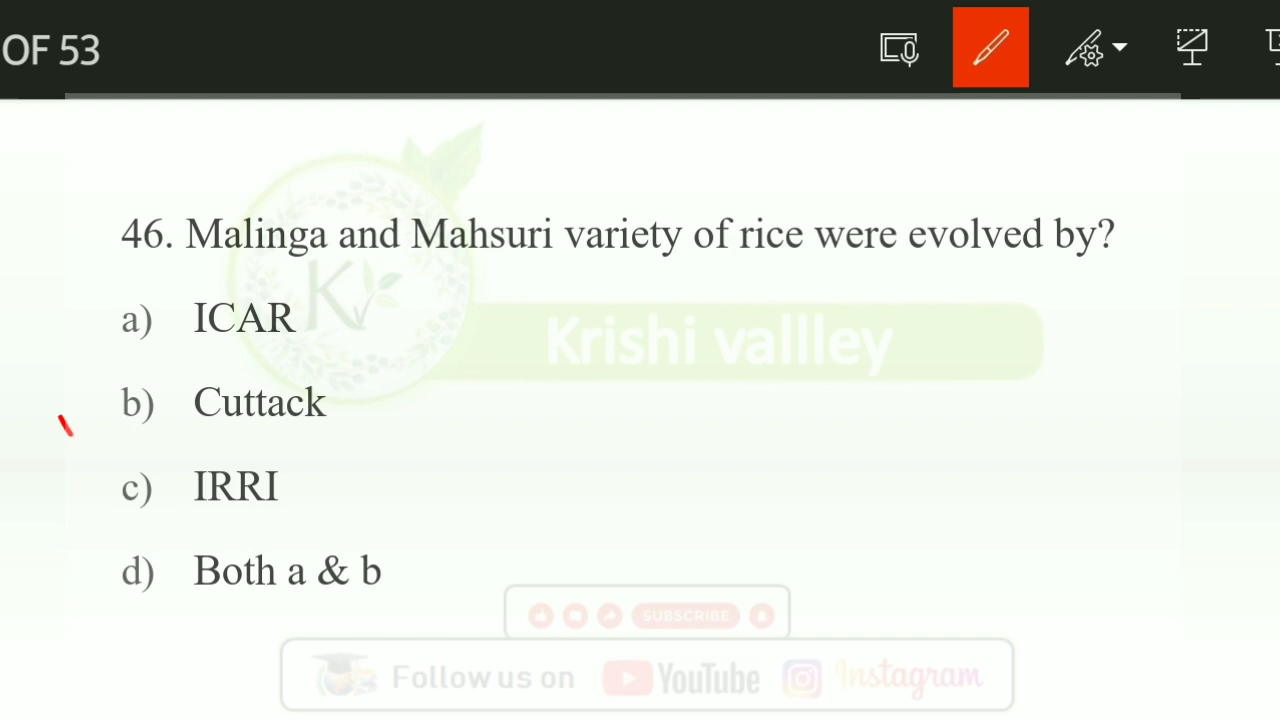 OF 53
46. Malinga and Mahsuri variety of rice were evolved by?
a) ICAR
b) Cuttack
c) IRRI
d) Both a & b
Krishi vallley
SUBSCRIBE
Follow us on YouTube Instagram